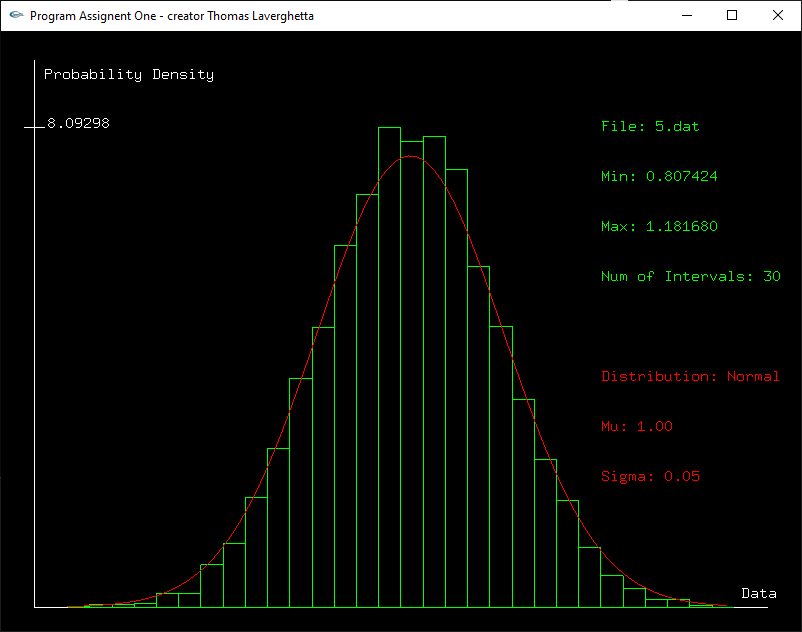 Program Assignent One - creator Thomas Laverghetta
Probability Density
8.09298
File: 5.dat
Min: 0.807424
Max: 1.181680
Num of Intervals: 30
Distribution: Normal
Mu: 1.00
Sigma: 0.05
Data